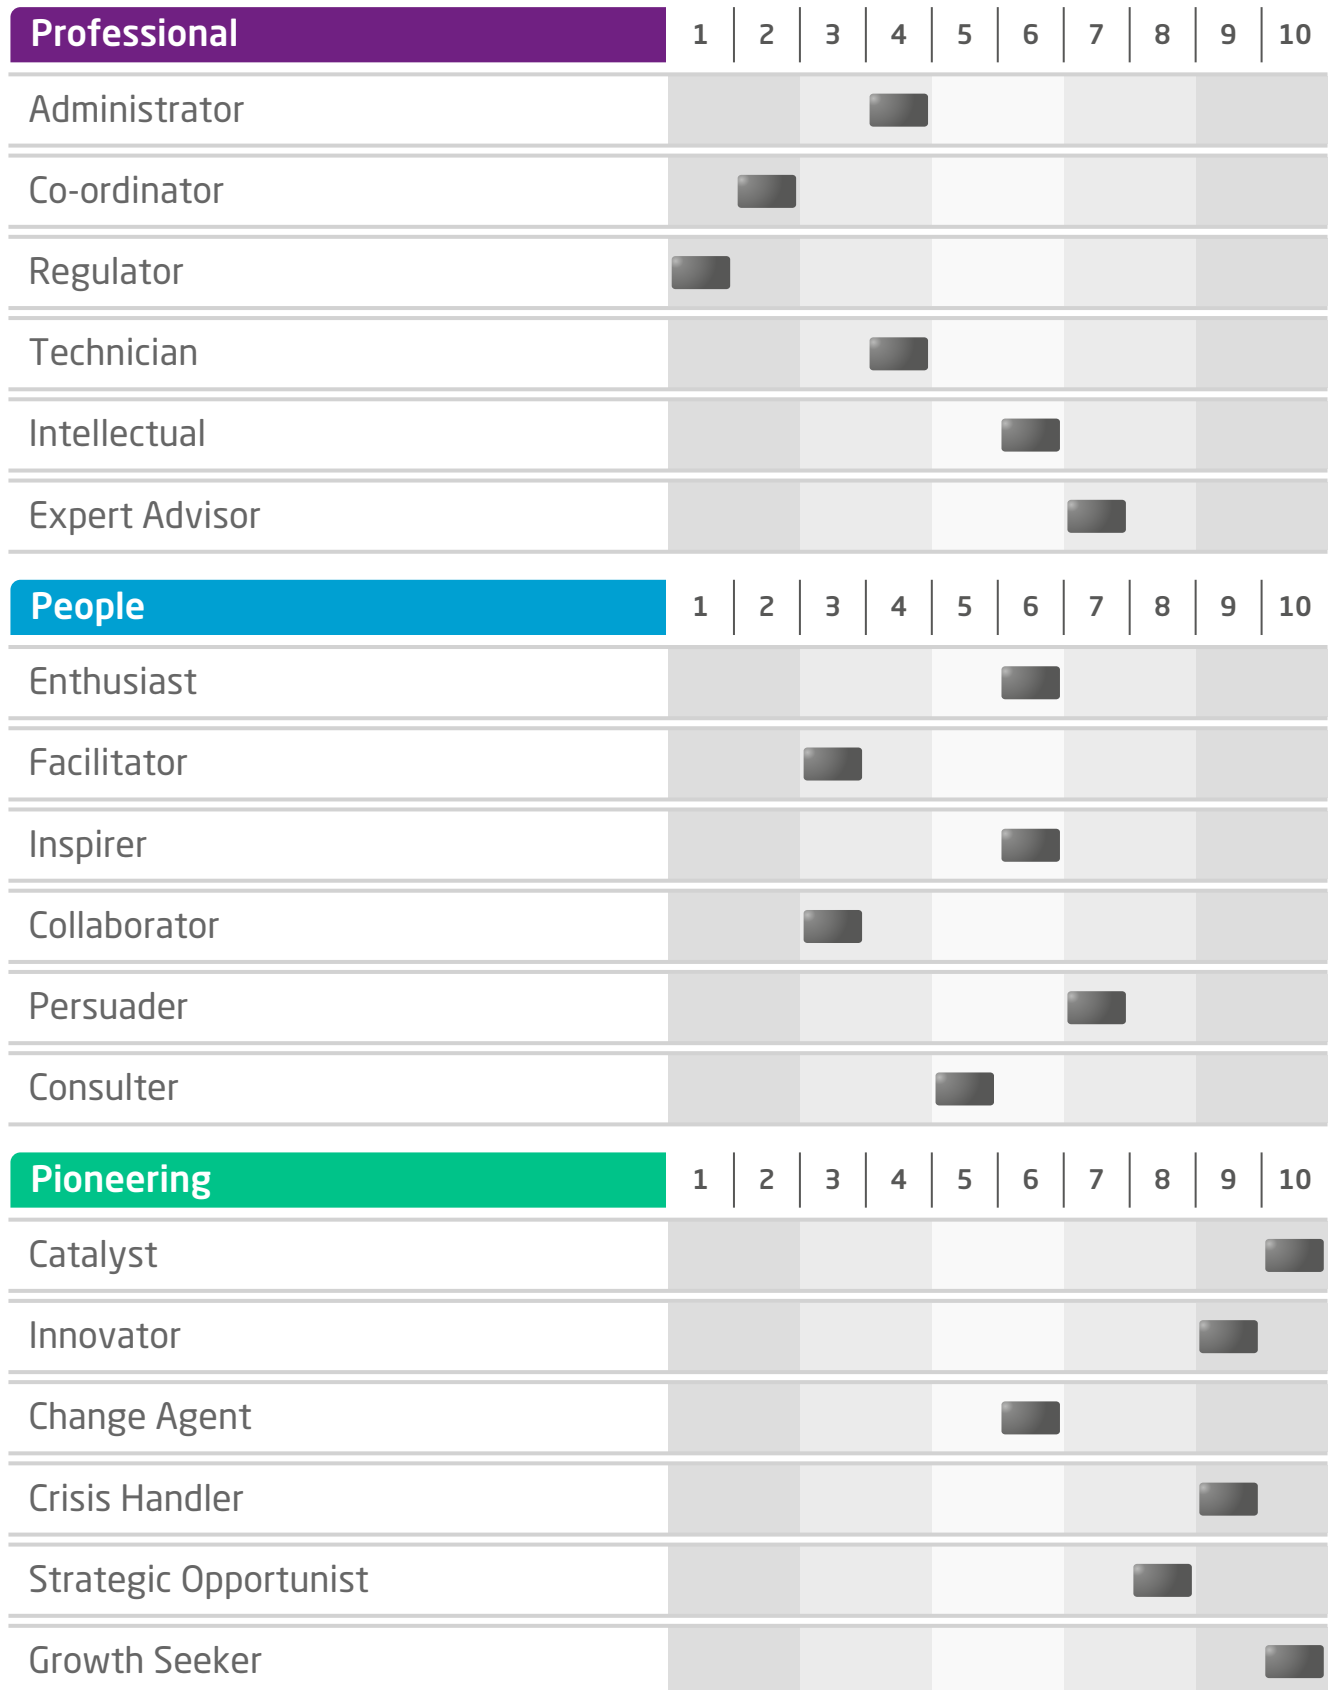 Professional 1 2 3 4 5 6 7 8 9 10
Administrator
Co-ordinator
Regulator
Technician
Intellectual
Expert Advisor
People 1 2 3 4 5 6 7 8 9 10
Enthusiast
Facilitator
Inspirer
Collaborator
Persuader
Consulter
Pioneering 1 2 3 4 5 6 7 8 9 10
Catalyst
Innovator
Change Agent
Crisis Handler
Strategic Opportunist
Growth Seeker